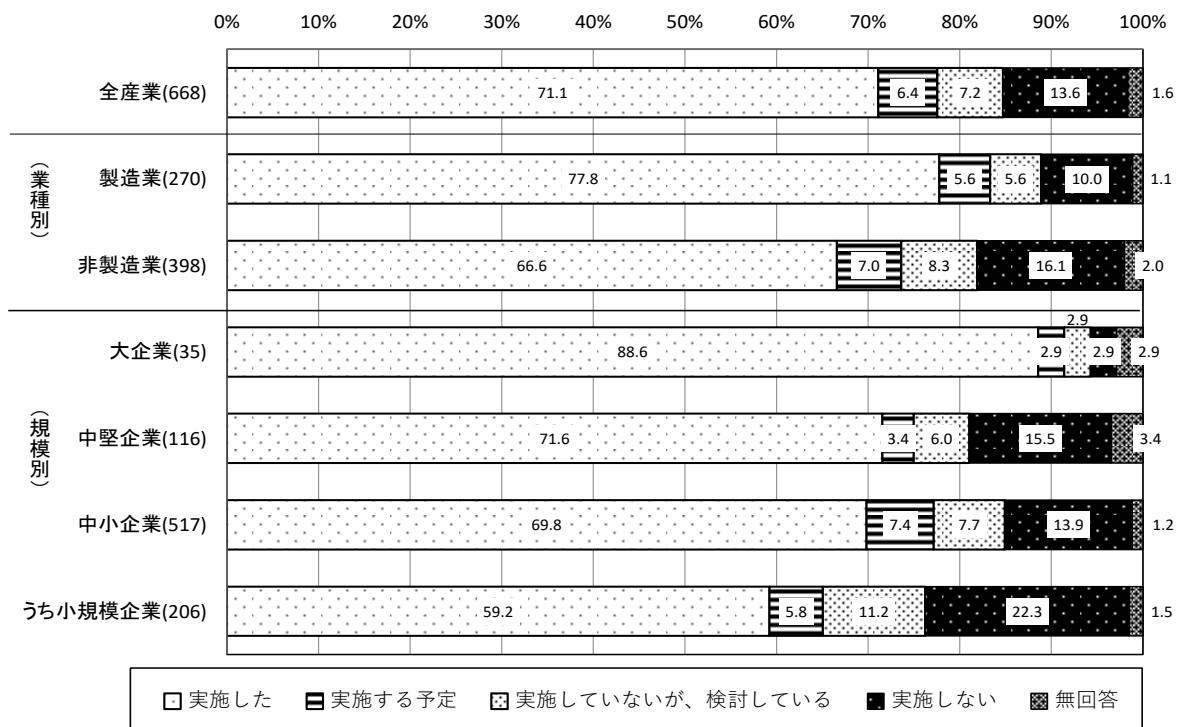 0% 10% 20% 30% 40% 50% 60% 70% 80% 90% 100%
全産業(668) 71.1 6.4 7.2 13.6 1.6
（業種別）
製造業(270) 77.8 5.6 5.6 10.0 1.1
非製造業(398) 66.6 7.0 8.3 16.1 2.0
（規模別）
2.9
大企業(35) 88.6 2.9 2.9 2.9
中堅企業(116) 71.6 3.4 6.0 15.5 3.4
中小企業(517) 69.8 7.4 7.7 13.9 1.2
うち小規模企業(206) 59.2 5.8 11.2 22.3 1.5
実施した 実施する予定 実施していないが、検討している 実施しない 無回答